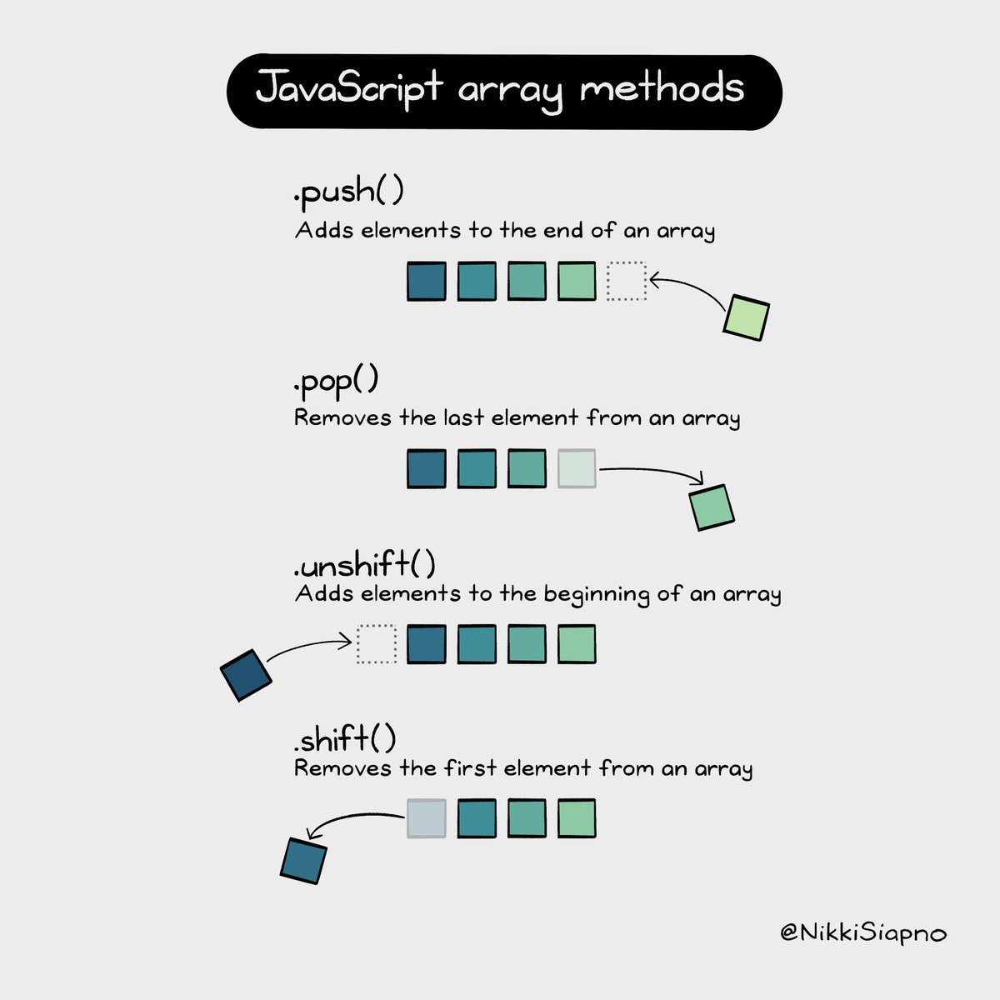 JavaScript array methods
.push()
Adds elements to the end of an array
.pop()
Removes the last element from an array
.unshift()
Adds elements to the beginning of an array
.shift()
Removes the first element from an array
@NikkiSiapno